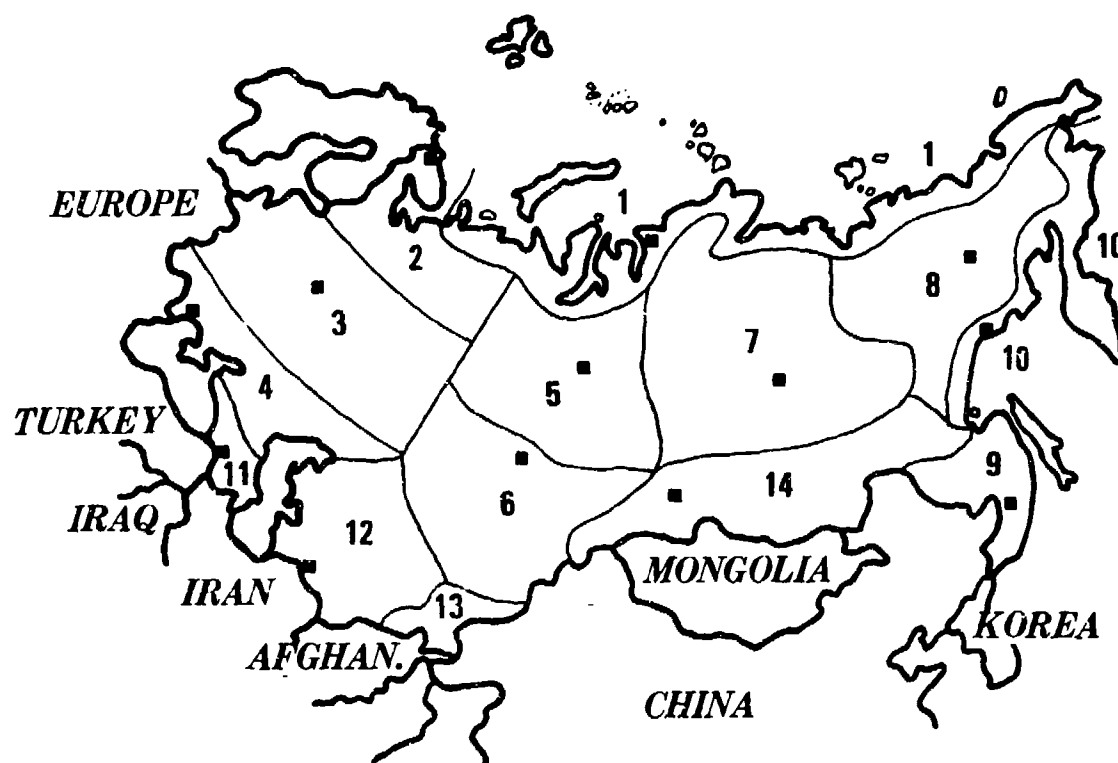 1
1
EUROPE
2
10
8
3
7
10
5
4
TURKEY
11
9
6
14
IRAQ
12
MONGOLIA
IRAN
13
KOREA
AFGHAN.
CHINA